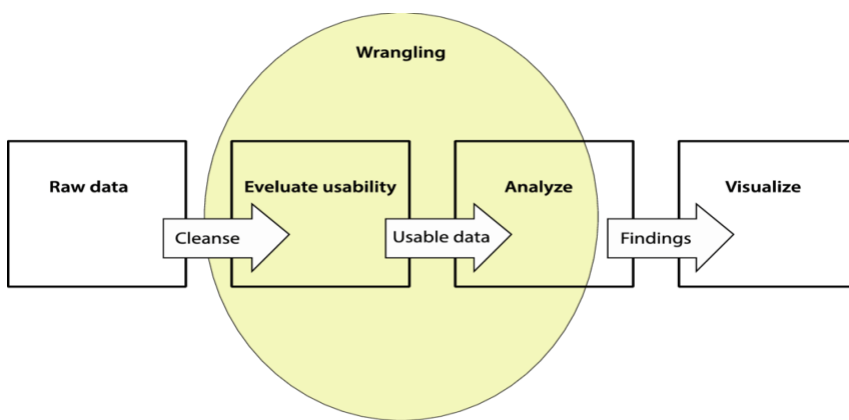 Wrangling
Raw data
Eveluate usability
Analyze
Visualize
Cleanse
Usable data
Findings